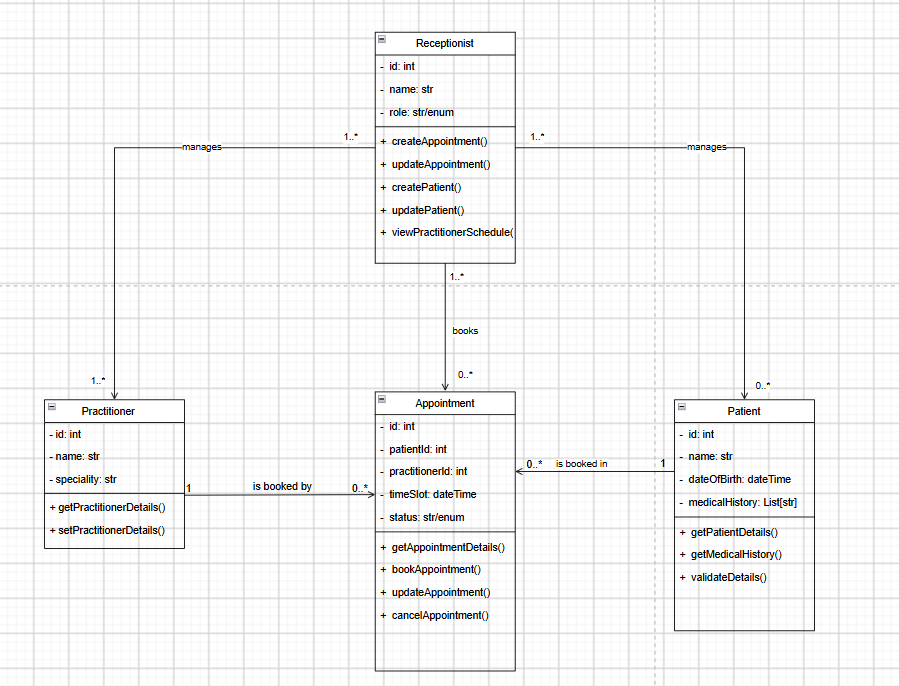 Receptionist
- id: int
- name: str
- role: str/enum
+ createAppointment()
+ updateAppointment()
+ createPatient()
+ updatePatient()
+ viewPractitionerSchedule(
1..*
manages
1..*
manages
1..*
books
0..*
1..*
0..*
Practitioner
- id: int
- name: str
- speciality: str
+ getPractitionerDetails()
+ setPractitionerDetails()
1
is booked by
0..*
Appointment
- id: int
- patientId: int
- practitionerId: int
- timeSlot: dateTime
- status: str/enum
+ getAppointmentDetails()
+ bookAppointment()
+ updateAppointment()
+ cancelAppointment()
0..*
is booked in
1
Patient
- id: int
- name: str
- dateOfBirth: dateTime
- medicalHistory: List[str]
+ getPatientDetails()
+ getMedicalHistory()
+ validateDetails()